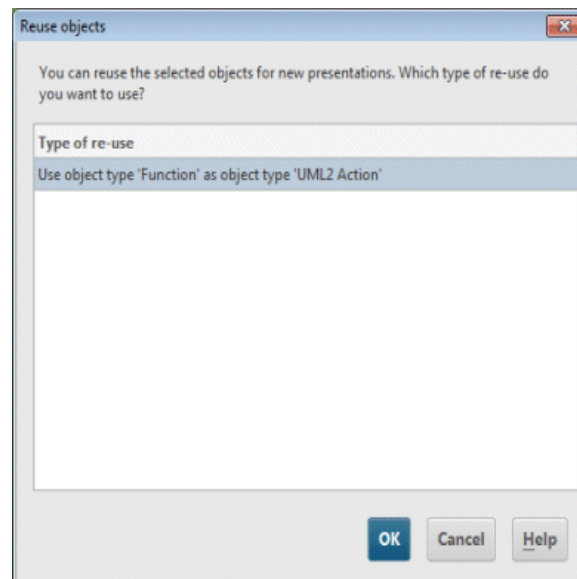 Reuse objects
You can reuse the selected objects for new presentations. Which type of re-use do
you want to use?
Type of re-use
Use object type 'Function' as object type 'UML2 Action'
OK Cancel Help